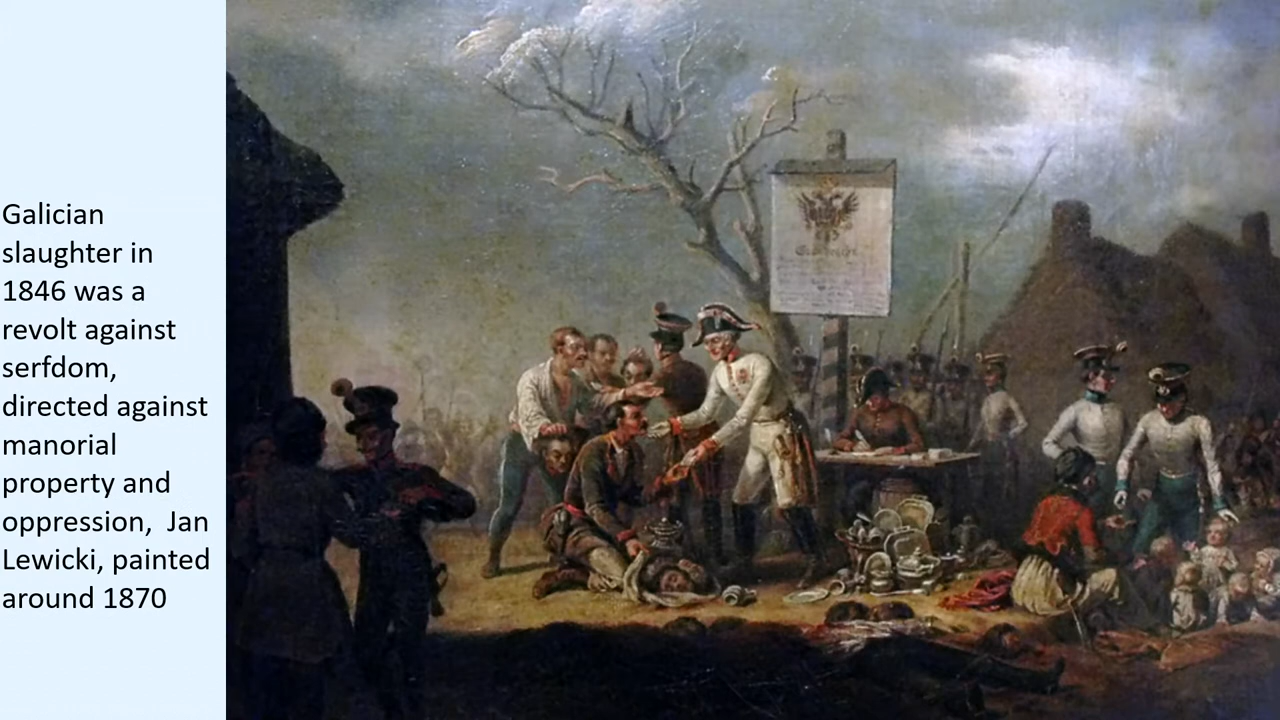 Galician
slaughter in
1846 was a
revolt against
serfdom,
directed against
manorial
property and
oppression,  Jan
Lewicki, painted
around 1870